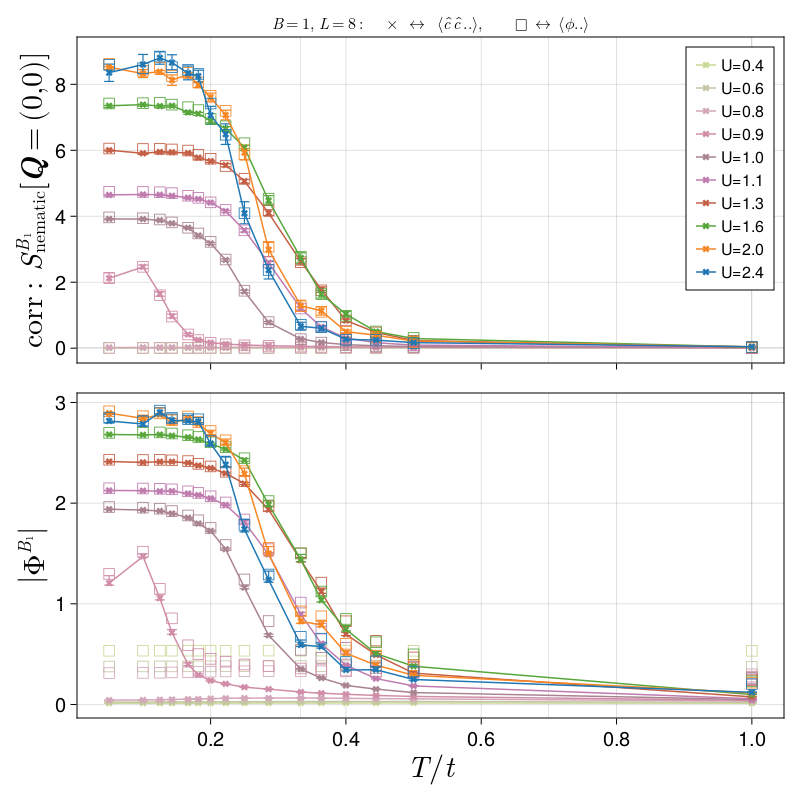 B = 1, L = 8 : × ↔ ⟨ĉ ĉ ..⟩, □ ↔ ⟨ϕ..⟩
corr : S^{B₁}_{nematic}[Q = (0,0)]
8
6
4
2
0
U=0.4
U=0.6
U=0.8
U=0.9
U=1.0
U=1.1
U=1.3
U=1.6
U=2.0
U=2.4
|Φ^{B₁}|
3
2
1
0
0.2 0.4 0.6 0.8 1.0
T/t